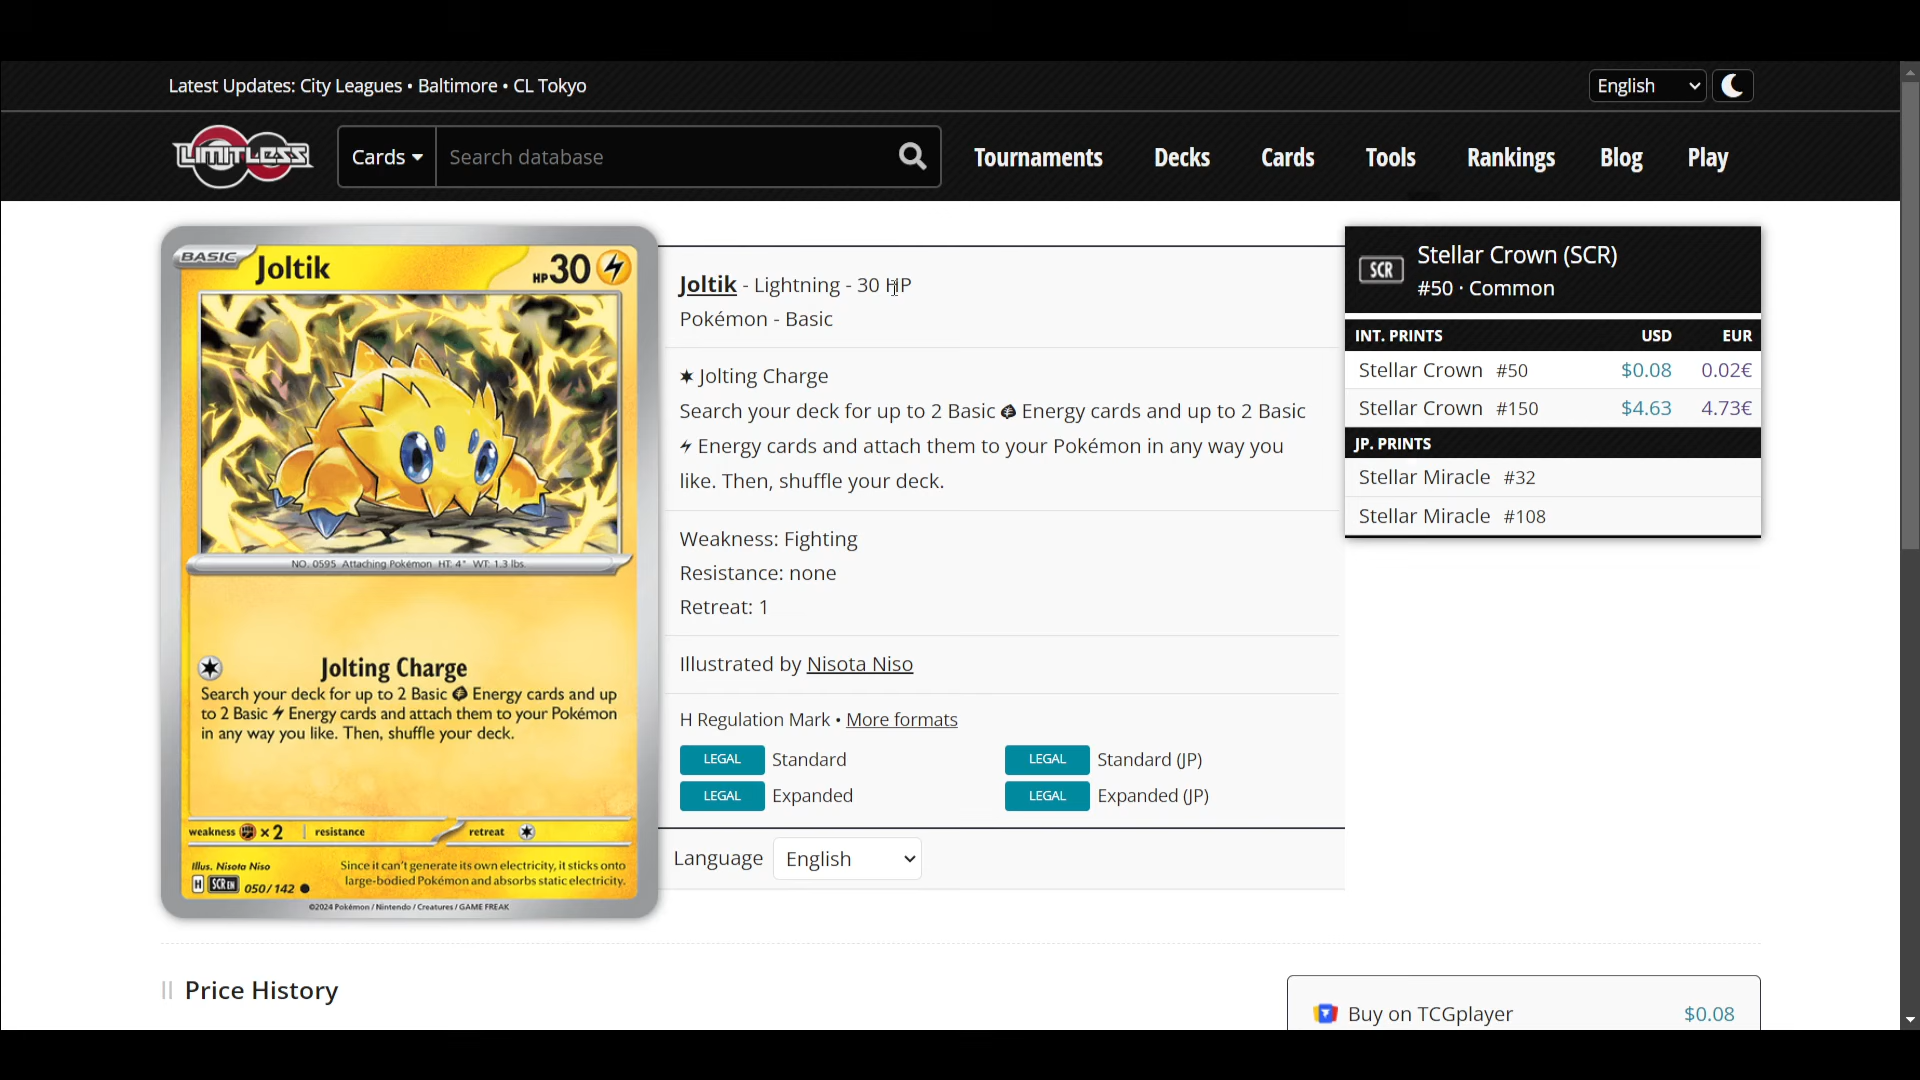 Latest Updates: City Leagues • Baltimore • CL Tokyo
English
LIMITLESS
Cards
Search database
Tournaments
Decks
Cards
Tools
Rankings
Blog
Play
BASIC
Joltik
HP30
NO. 0595 Attaching Pokémon HT: 4" WT: 1.3 lbs.
Jolting Charge
Search your deck for up to 2 Basic Energy cards and up
to 2 Basic Energy cards and attach them to your Pokémon
in any way you like. Then, shuffle your deck.
weakness ×2 resistance retreat
Illus. Nisota Niso
Since it can't generate its own electricity, it sticks onto
large-bodied Pokémon and absorbs static electricity.
H SCR EN 050/142
©2024 Pokémon / Nintendo / Creatures / GAME FREAK
Joltik - Lightning - 30 HP
Pokémon - Basic
Jolting Charge
Search your deck for up to 2 Basic Energy cards and up to 2 Basic
Energy cards and attach them to your Pokémon in any way you
like. Then, shuffle your deck.
Weakness: Fighting
Resistance: none
Retreat: 1
Illustrated by Nisota Niso
H Regulation Mark • More formats
LEGAL Standard
LEGAL Standard (JP)
LEGAL Expanded
LEGAL Expanded (JP)
Language English
SCR
Stellar Crown (SCR)
#50 · Common
INT. PRINTS USD EUR
Stellar Crown #50 $0.08 0.02€
Stellar Crown #150 $4.63 4.73€
JP. PRINTS
Stellar Miracle #32
Stellar Miracle #108
Price History
Buy on TCGplayer $0.08